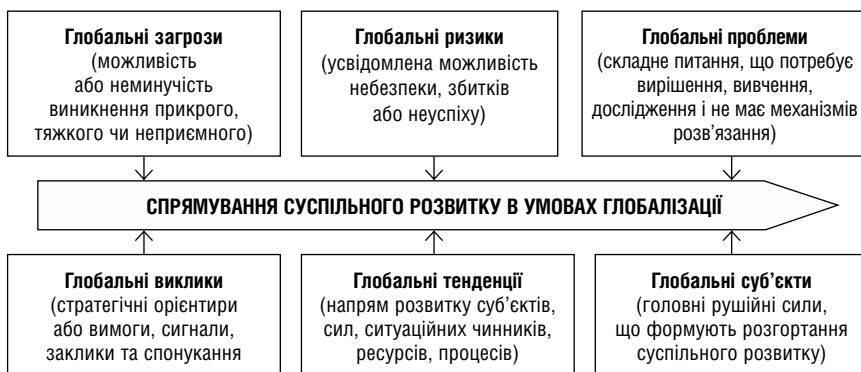 Глобальні загрози
(можливість
або неминучість
виникнення прикрого,
тяжкого чи неприємного)
Глобальні ризики
(усвідомлена можливість
небезпеки, збитків
або неуспіху)
Глобальні проблеми
(складне питання, що потребує
вирішення, вивчення,
дослідження і не має механізмів
розв’язання)
СПРЯМУВАННЯ СУСПІЛЬНОГО РОЗВИТКУ В УМОВАХ ГЛОБАЛІЗАЦІЇ
Глобальні виклики
(стратегічні орієнтири
або вимоги, сигнали,
заклики та спонукання
Глобальні тенденції
(напрям розвитку суб’єктів,
сил, ситуаційних чинників,
ресурсів, процесів)
Глобальні суб’єкти
(головні рушійні сили,
що формують розгортання
суспільного розвитку)